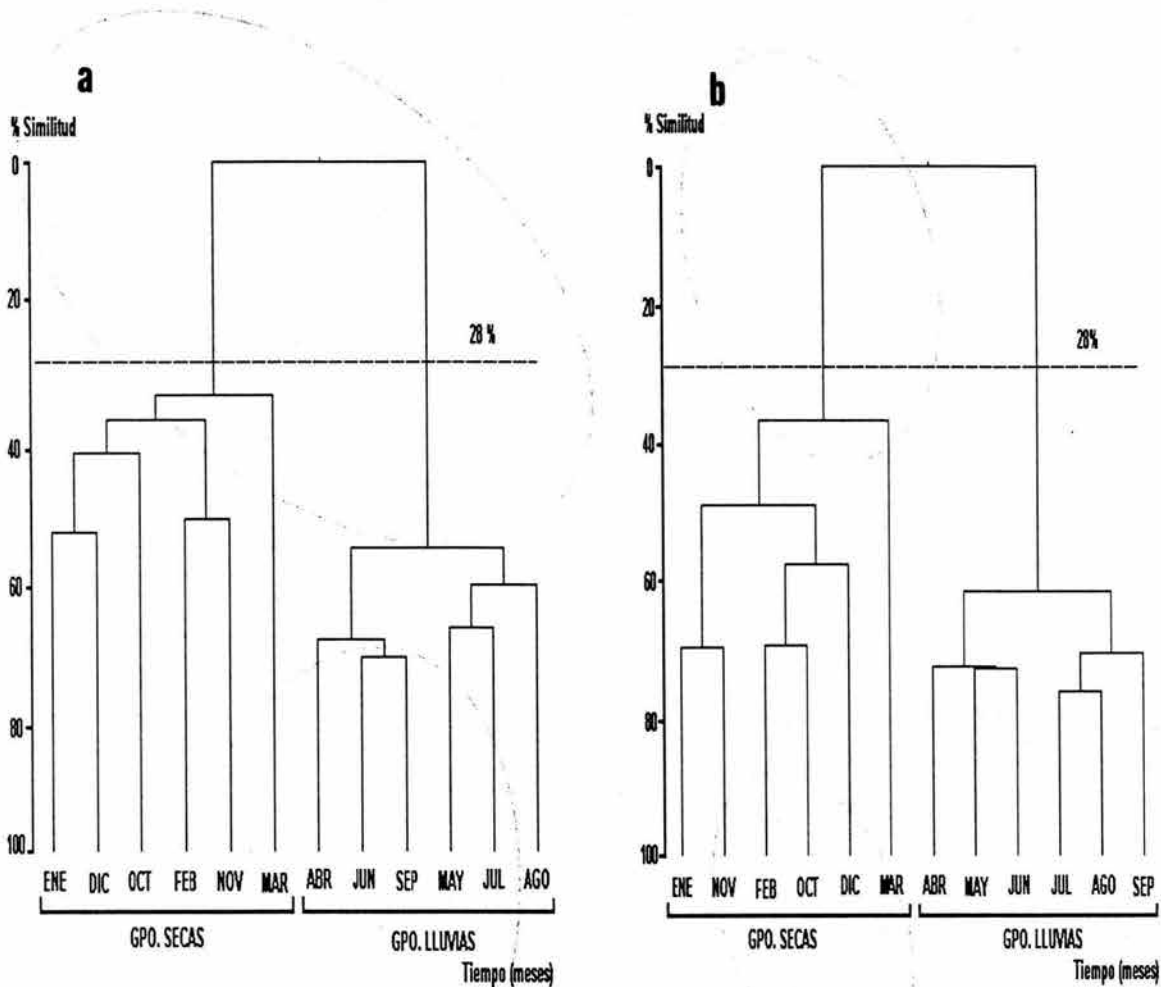 a
% Similitud
0
20
28 %
40
60
80
100
ENE DIC OCT FEB NOV MAR ABR JUN SEP MAY JUL AGO
GPO. SECAS GPO. LLUVIAS
Tiempo (meses)
b
% Similitud
0
20
28%
40
60
80
100
ENE NOV FEB OCT DIC MAR ABR MAY JUN JUL AGO SEP
GPO. SECAS GPO. LLUVIAS
Tiempo (meses)